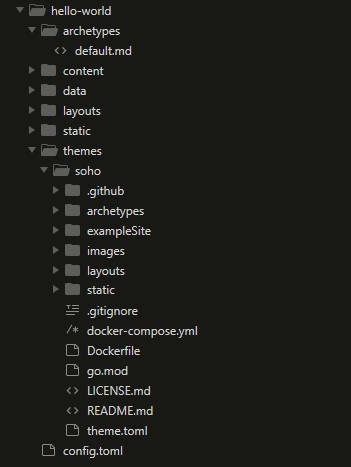 hello-world
archetypes
default.md
content
data
layouts
static
themes
soho
.github
archetypes
exampleSite
images
layouts
static
.gitignore
docker-compose.yml
Dockerfile
go.mod
LICENSE.md
README.md
theme.toml
config.toml